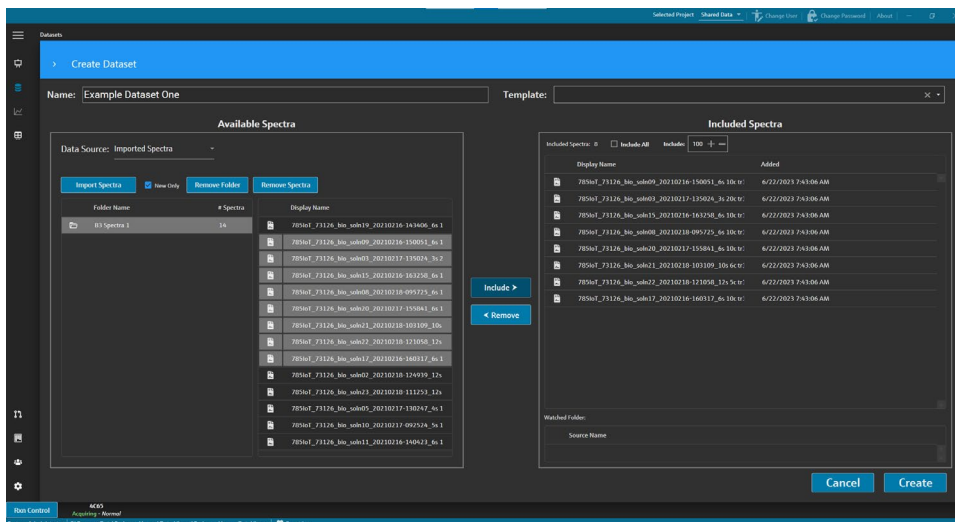 Selected Project Shared Data Change User Change Password About
Datasets
Create Dataset
Name: Example Dataset One
Template:
Available Spectra
Data Source: Imported Spectra
Import Spectra New Only Remove Folder Remove Spectra
Folder Name # Spectra
B3 Spectra 1 14
Display Name
785IoT_73126_bio_soln19_20210216-143406_6s 1
785IoT_73126_bio_soln09_20210216-150051_6s 1
785IoT_73126_bio_soln03_20210217-135024_3s 2
785IoT_73126_bio_soln15_20210216-163258_6s 1
785IoT_73126_bio_soln08_20210218-095725_6s 1
785IoT_73126_bio_soln20_20210217-155841_6s 1
785IoT_73126_bio_soln21_20210218-103109_10s
785IoT_73126_bio_soln22_20210218-121058_12s
785IoT_73126_bio_soln17_20210216-160317_6s 1
785IoT_73126_bio_soln02_20210218-124939_12s
785IoT_73126_bio_soln23_20210218-111253_12s
785IoT_73126_bio_soln05_20210217-130247_4s 1
785IoT_73126_bio_soln10_20210217-092524_5s 1
785IoT_73126_bio_soln11_20210216-140423_6s 1
Include >
< Remove
Included Spectra
Included Spectra: 8 Include All Include: 100
Display Name Added
785IoT_73126_bio_soln09_20210216-150051_6s 10c tr 6/22/2023 7:43:06 AM
785IoT_73126_bio_soln03_20210217-135024_3s 20c tr 6/22/2023 7:43:06 AM
785IoT_73126_bio_soln15_20210216-163258_6s 10c tr 6/22/2023 7:43:06 AM
785IoT_73126_bio_soln08_20210218-095725_6s 10c tr 6/22/2023 7:43:06 AM
785IoT_73126_bio_soln20_20210217-155841_6s 10c tr 6/22/2023 7:43:06 AM
785IoT_73126_bio_soln21_20210218-103109_10s 6c tr 6/22/2023 7:43:06 AM
785IoT_73126_bio_soln22_20210218-121058_12s 5c tr 6/22/2023 7:43:06 AM
785IoT_73126_bio_soln17_20210216-160317_6s 10c tr 6/22/2023 7:43:06 AM
Watched Folder:
Source Name
Cancel Create
Rxn Control
4C65
Acquiring - Normal